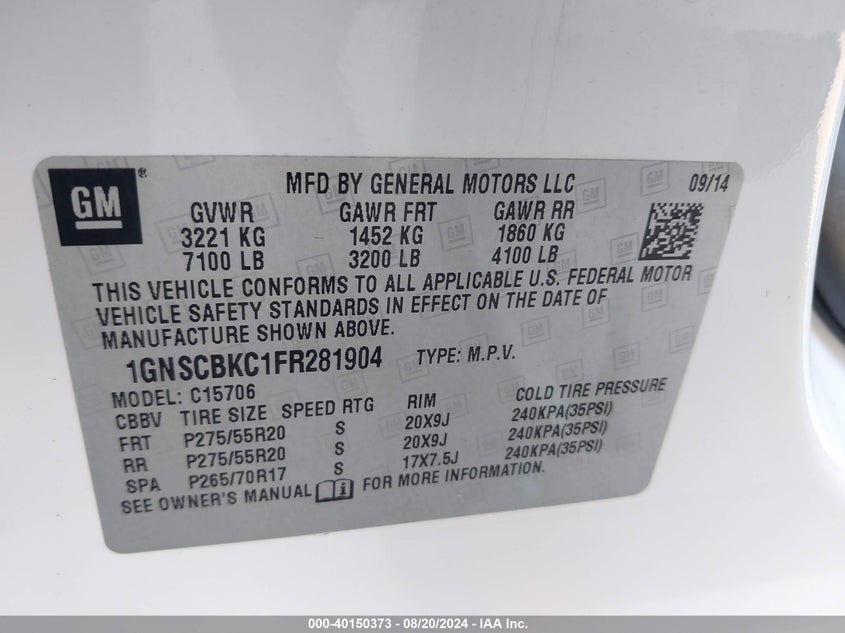 GM
MFD BY GENERAL MOTORS LLC 09/14
GVWR GAWR FRT GAWR RR
3221 KG 1452 KG 1860 KG
7100 LB 3200 LB 4100 LB
THIS VEHICLE CONFORMS TO ALL APPLICABLE U.S. FEDERAL MOTOR
VEHICLE SAFETY STANDARDS IN EFFECT ON THE DATE OF
MANUFACTURE SHOWN ABOVE.
1GNSCBKC1FR281904 TYPE: M.P.V.
MODEL: C15706
CBBV TIRE SIZE SPEED RTG RIM COLD TIRE PRESSURE
FRT P275/55R20 S 20X9J 240KPA(35PSI)
RR P275/55R20 S 20X9J 240KPA(35PSI)
SPA P265/70R17 S 17X7.5J 240KPA(35PSI)
SEE OWNER'S MANUAL FOR MORE INFORMATION.
000-40150373 | 08/20/2024 | IAA Inc.